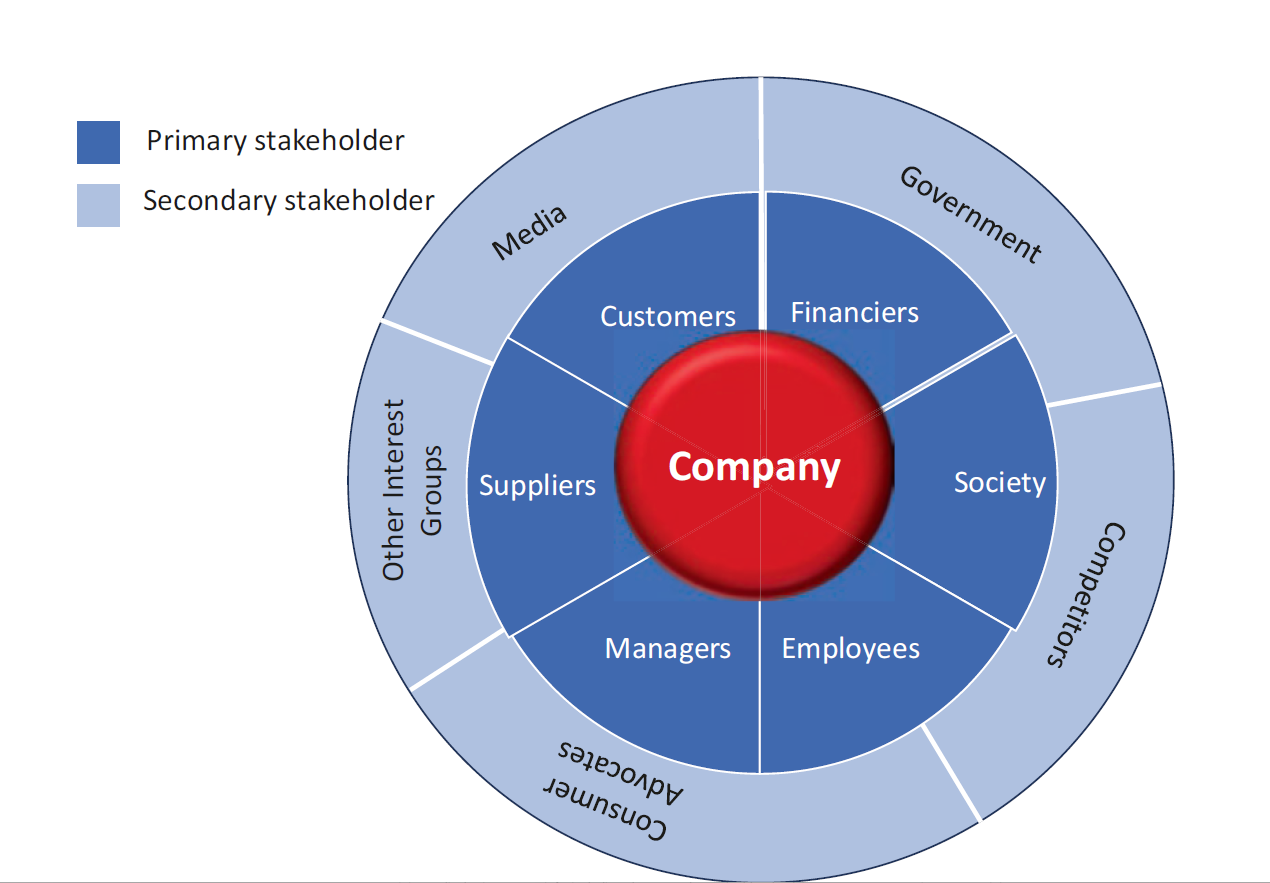 Primary stakeholder
Secondary stakeholder
Media
Government
Customers
Financiers
Other Interest
Groups
Suppliers
Company
Society
Competitors
Managers
Employees
Consumer
Advocates